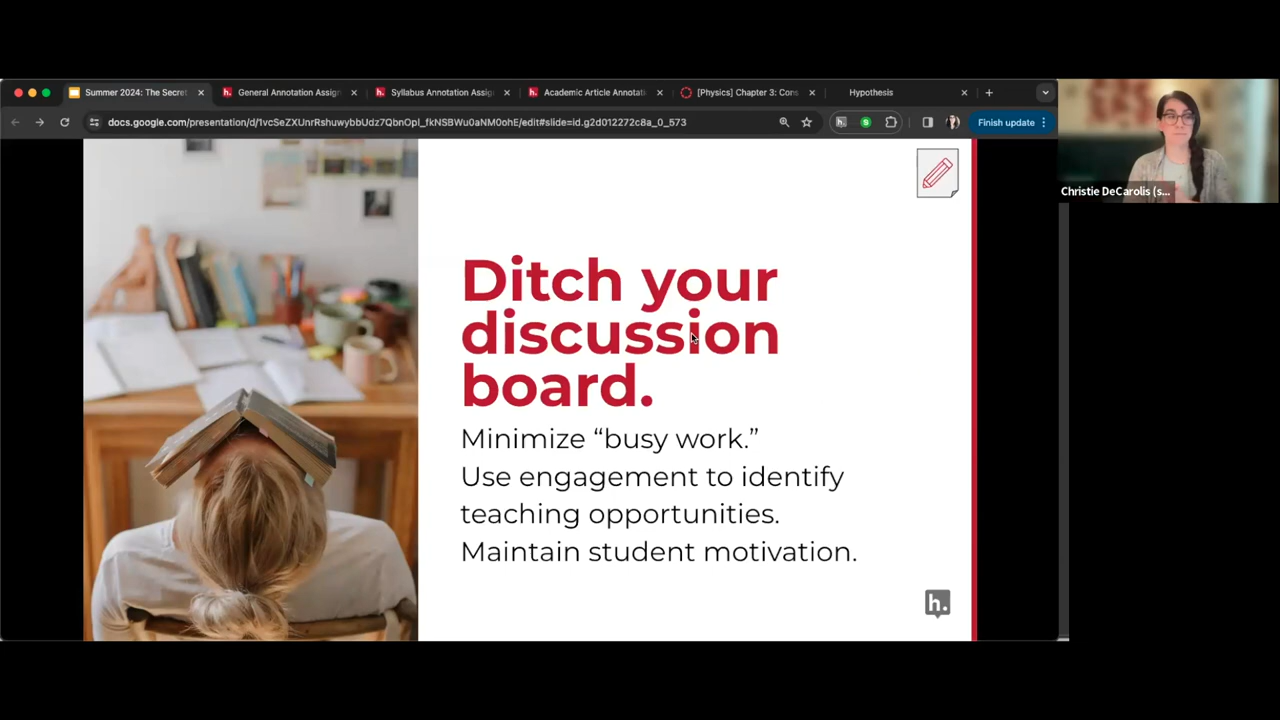 Summer 2024: The Secret
General Annotation Assign
Syllabus Annotation Assig
Academic Article Annotati
[Physics] Chapter 3: Con
Hypothesis
docs.google.com/presentation/d/1vcSeZXUnrRshuwybbUdz7QbnOpl_fkNSBWu0aNM0ohE/edit#slide=id.g2d012272c8a_0_573
Finish update
Christie DeCarolis (s...
Ditch your
discussion
board.
Minimize “busy work.”
Use engagement to identify
teaching opportunities.
Maintain student motivation.
h.